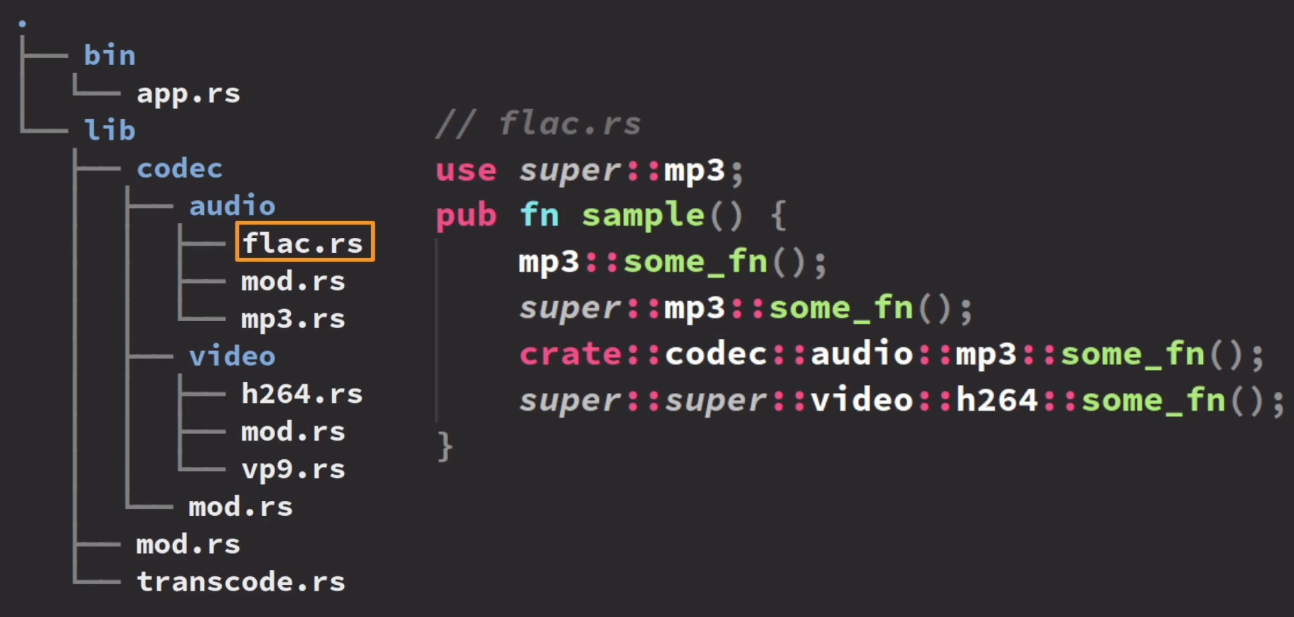 .
bin
app.rs
lib
codec
audio
flac.rs
mod.rs
mp3.rs
video
h264.rs
mod.rs
vp9.rs
mod.rs
mod.rs
transcode.rs
// flac.rs
use super::mp3;
pub fn sample() {
    mp3::some_fn();
    super::mp3::some_fn();
    crate::codec::audio::mp3::some_fn();
    super::super::video::h264::some_fn();
}